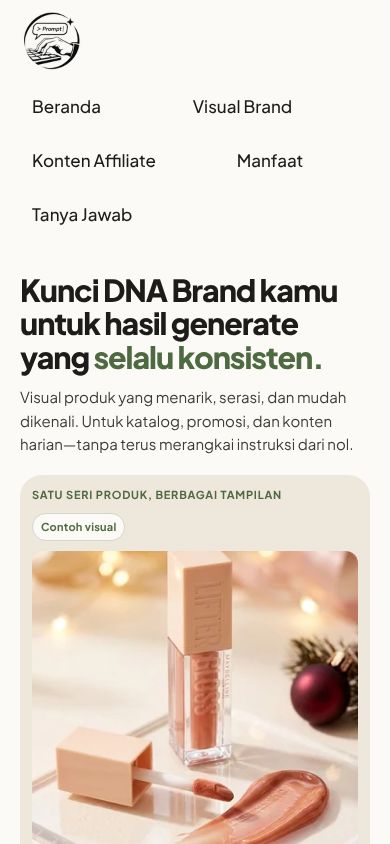 > Prompt|
Beranda
Visual Brand
Konten Affiliate
Manfaat
Tanya Jawab
Kunci DNA Brand kamu
untuk hasil generate
yang selalu konsisten.
Visual produk yang menarik, serasi, dan mudah
dikenali. Untuk katalog, promosi, dan konten
harian—tanpa terus merangkai instruksi dari nol.
SATU SERI PRODUK, BERBAGAI TAMPILAN
Contoh visual
LIFTER
GLOSS
MAYBELLINE